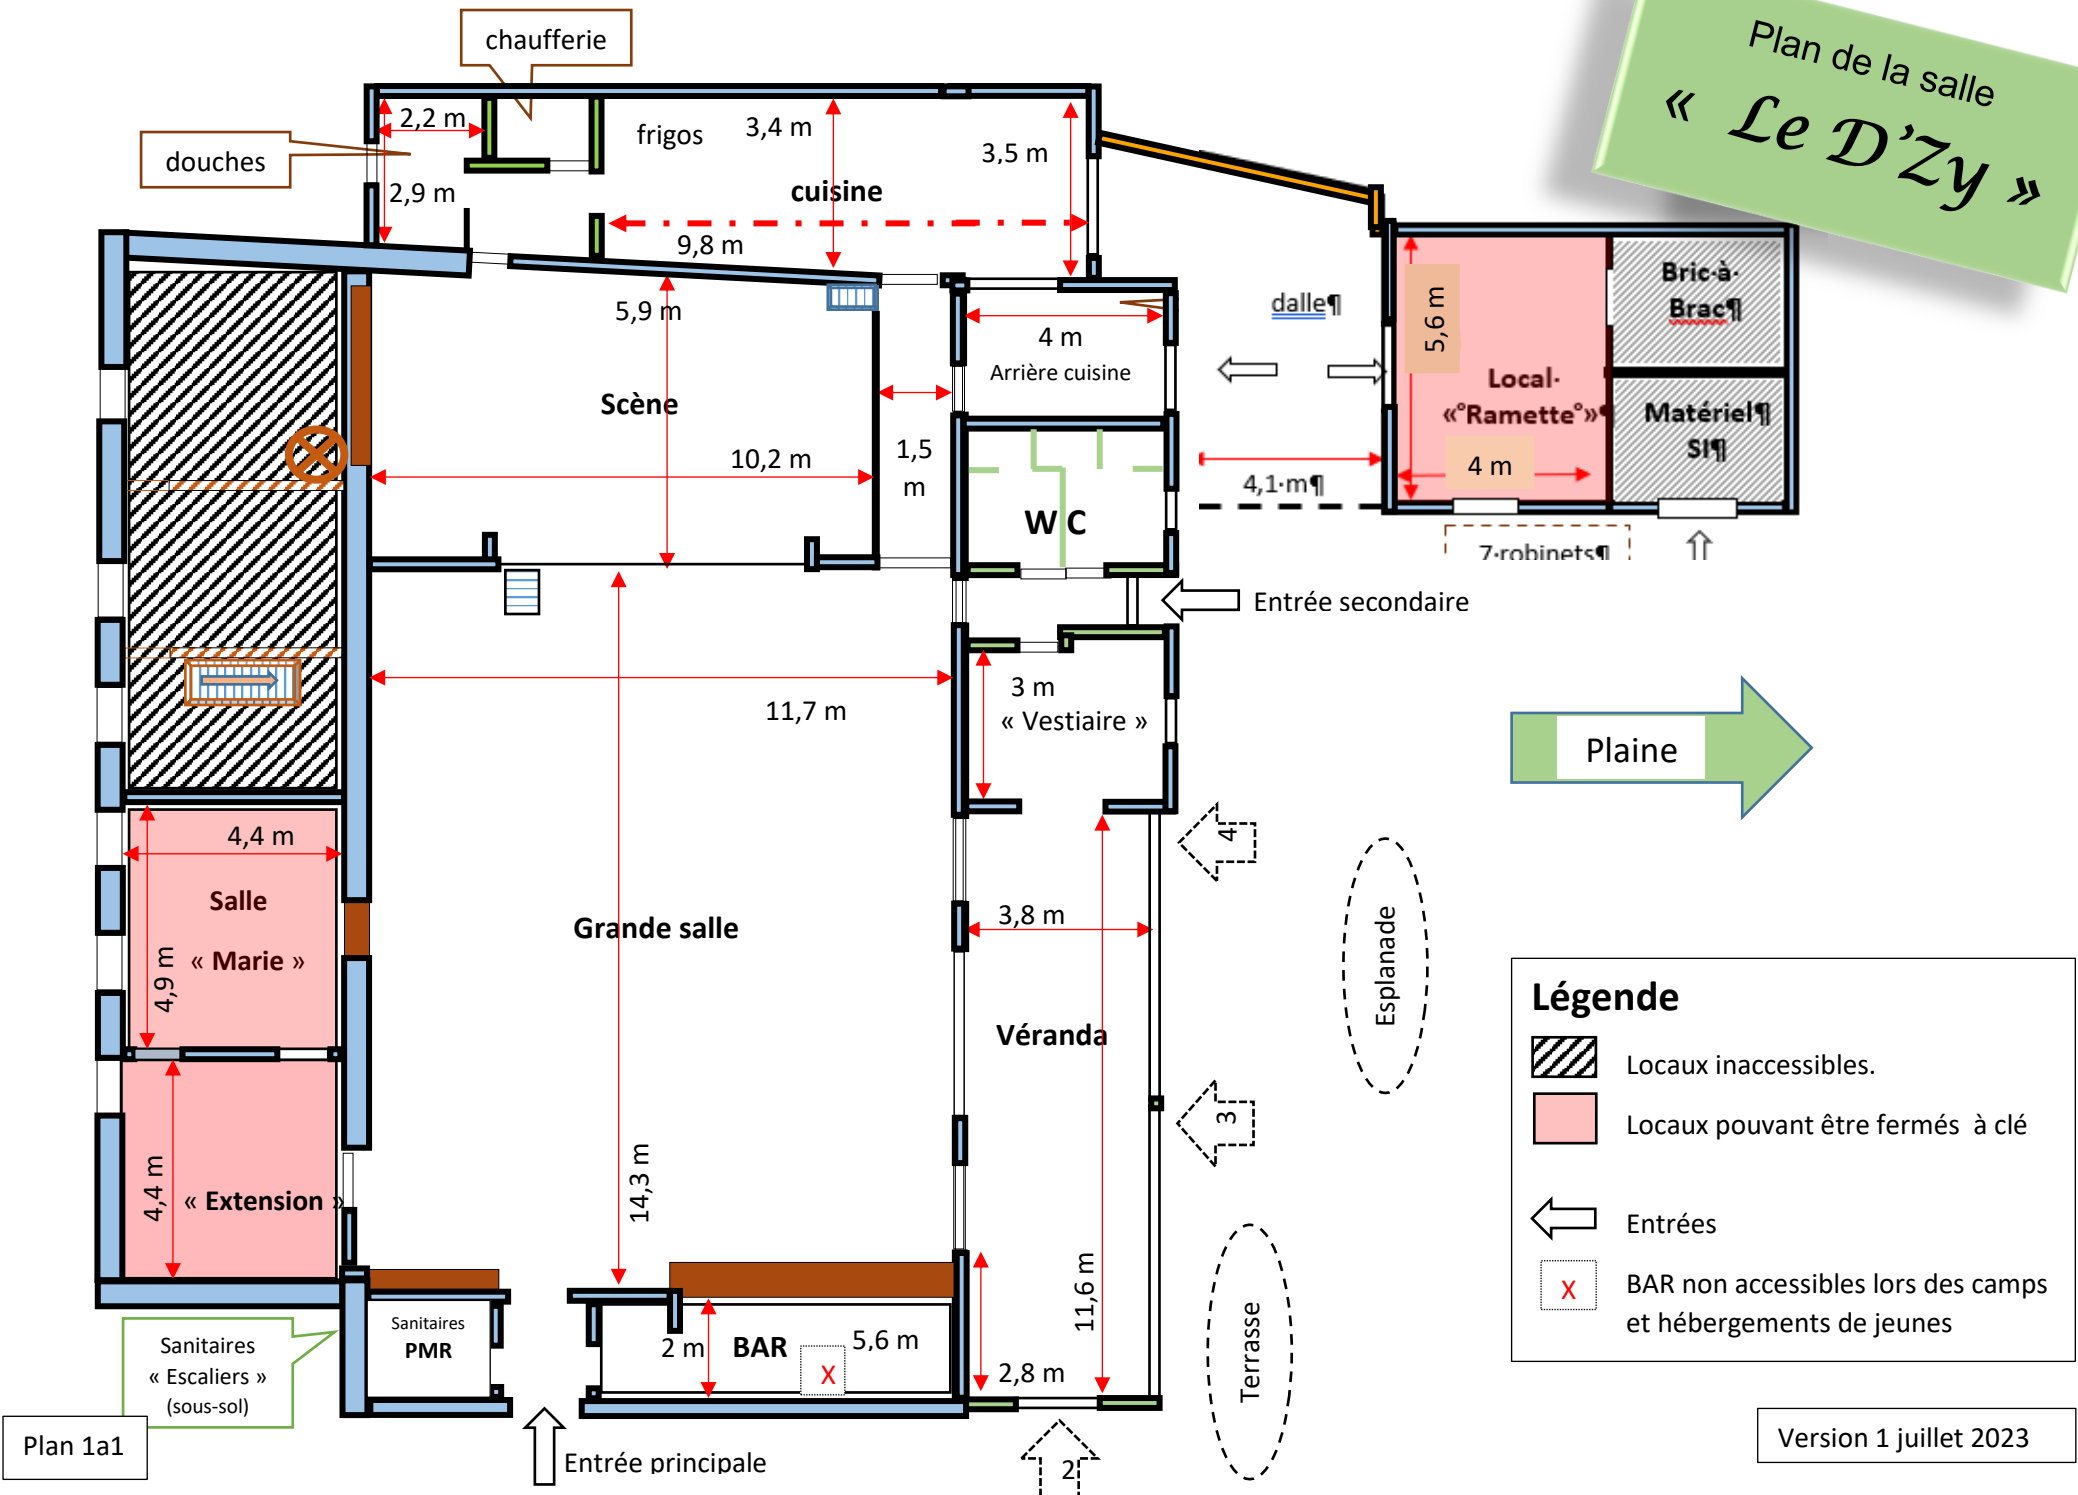 chaufferie
Plan de la salle
« Le D’Zy »
2,2 m
frigos
3,4 m
3,5 m
douches
2,9 m
cuisine
9,8 m
5,9 m
4 m
Arrière cuisine
dalle¶
5,6 m
Bric·à·
Brac¶
Local·
«°Ramette°»¶
Matériel¶
SI¶
Scène
10,2 m
1,5
m
4 m
4,1·m¶
W C
7·robinets¶
Entrée secondaire
3 m
« Vestiaire »
11,7 m
Plaine
4,4 m
4
Salle
« Marie »
4,9 m
Grande salle
3,8 m
Esplanade
Véranda
Légende
Locaux inaccessibles.
Locaux pouvant être fermés à clé
Entrées
X
BAR non accessibles lors des camps
et hébergements de jeunes
3
4,4 m
« Extension »
14,3 m
11,6 m
Terrasse
Sanitaires
PMR
2 m
BAR
5,6 m
X
2,8 m
Sanitaires
« Escaliers »
(sous-sol)
Plan 1a1
Entrée principale
2
Version 1 juillet 2023